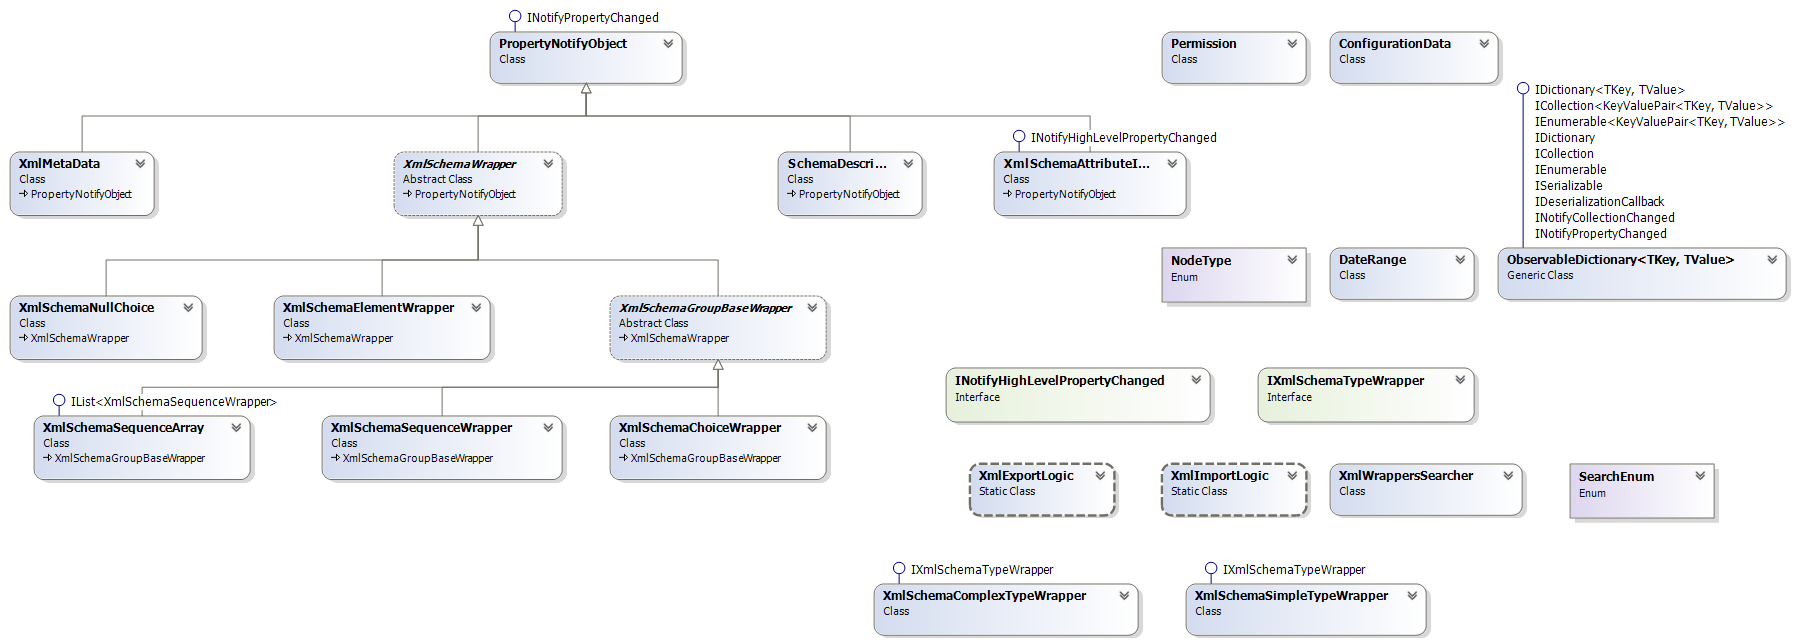 INotifyPropertyChanged
PropertyNotifyObject
Class
Permission
Class
ConfigurationData
Class
IDictionary<TKey, TValue>
ICollection<KeyValuePair<TKey, TValue>>
IEnumerable<KeyValuePair<TKey, TValue>>
IDictionary
ICollection
IEnumerable
ISerializable
IDeserializationCallback
INotifyCollectionChanged
INotifyPropertyChanged
INotifyHighLevelPropertyChanged
XmlMetaData
Class
PropertyNotifyObject
XmlSchemaWrapper
Abstract Class
PropertyNotifyObject
SchemaDescri...
Class
PropertyNotifyObject
XmlSchemaAttributeI...
Class
PropertyNotifyObject
NodeType
Enum
DateRange
Class
ObservableDictionary<TKey, TValue>
Generic Class
XmlSchemaNullChoice
Class
XmlSchemaWrapper
XmlSchemaElementWrapper
Class
XmlSchemaWrapper
XmlSchemaGroupBaseWrapper
Abstract Class
XmlSchemaWrapper
INotifyHighLevelPropertyChanged
Interface
IXmlSchemaTypeWrapper
Interface
IList<XmlSchemaSequenceWrapper>
XmlSchemaSequenceArray
Class
XmlSchemaGroupBaseWrapper
XmlSchemaSequenceWrapper
Class
XmlSchemaGroupBaseWrapper
XmlSchemaChoiceWrapper
Class
XmlSchemaGroupBaseWrapper
XmlExportLogic
Static Class
XmlImportLogic
Static Class
XmlWrappersSearcher
Class
SearchEnum
Enum
IXmlSchemaTypeWrapper
XmlSchemaComplexTypeWrapper
Class
IXmlSchemaTypeWrapper
XmlSchemaSimpleTypeWrapper
Class